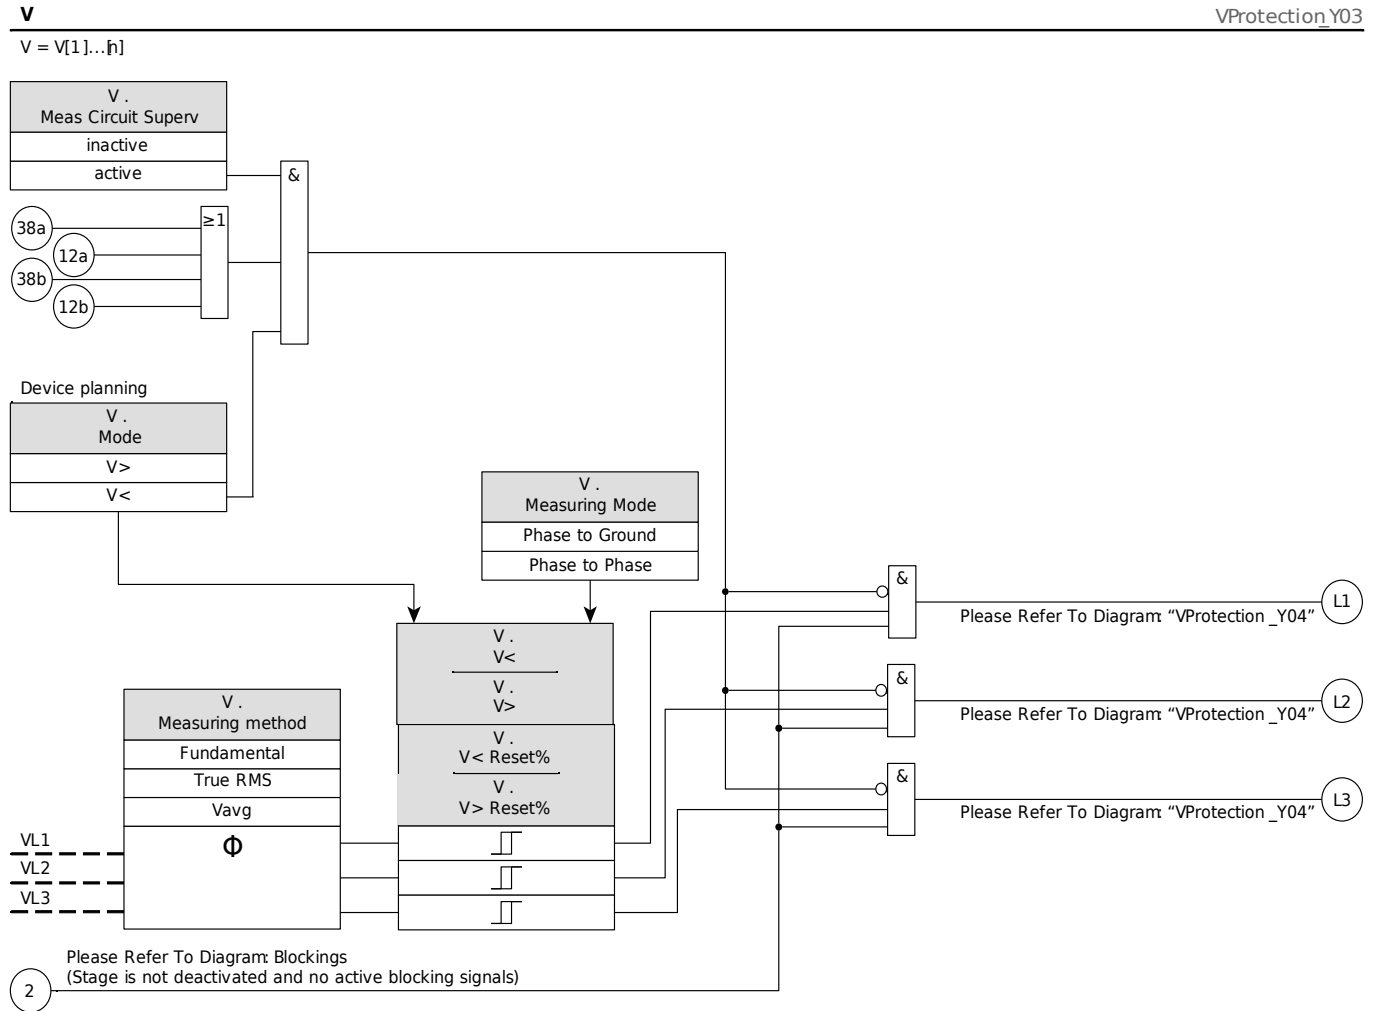 V
VProtection_Y03
V = V[1]...[n]
V .
Meas Circuit Superv
inactive
active
&
38a
≥1
12a
38b
12b
Device planning
V .
Mode
V>
V<
V .
Measuring Mode
Phase to Ground
Phase to Phase
&
L1
Please Refer To Diagram: “VProtection _Y04”
V .
V<
V .
V>
&
L2
Please Refer To Diagram: “VProtection _Y04”
V .
Measuring method
Fundamental
True RMS
Vavg
Φ
V .
V< Reset%
V .
V> Reset%
&
L3
Please Refer To Diagram: “VProtection _Y04”
VL1
VL2
VL3
Please Refer To Diagram: Blockings
(Stage is not deactivated and no active blocking signals)
2